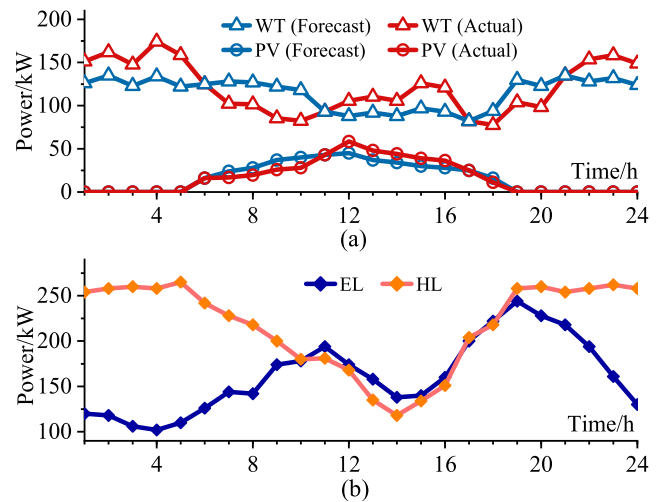 (a)
WT (Forecast) WT (Actual)
PV (Forecast) PV (Actual)
Power/kW
200
150
100
50
0
Time/h
4 8 12 16 20 24
(a)
(b)
EL HL
Power/kW
250
200
150
100
Time/h
4 8 12 16 20 24
(b)